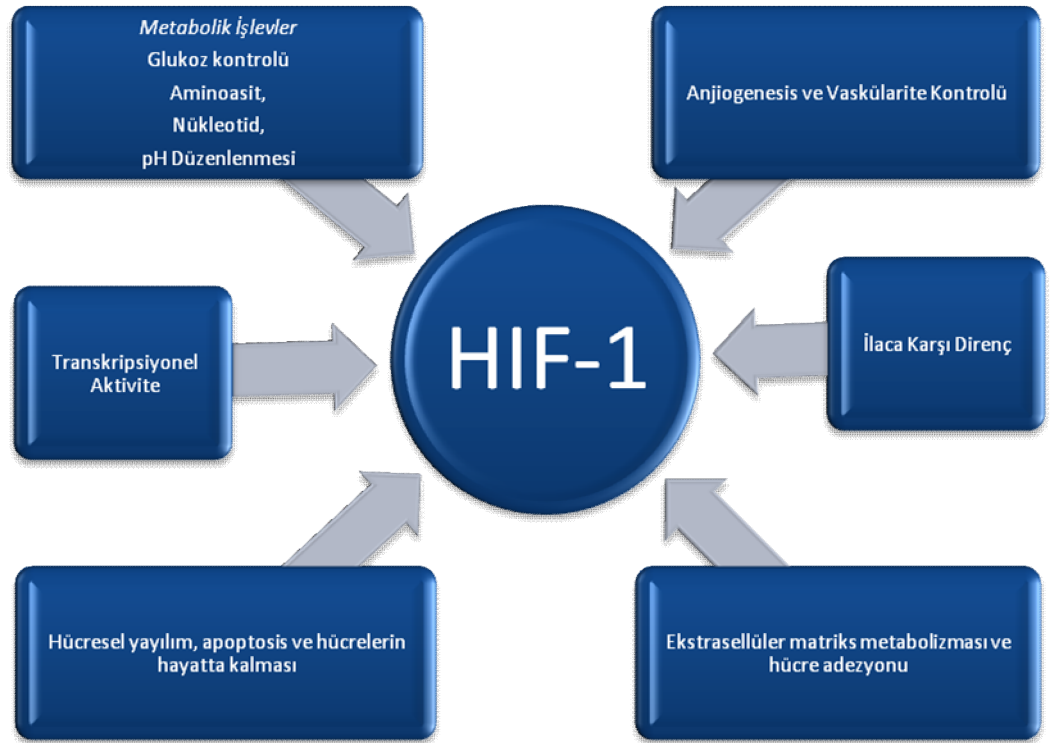 Metabolik İşlevler
Glukoz kontrolü
Aminoasit,
Nükleotid,
pH Düzenlenmesi
Anjiogenesis ve Vaskülarite Kontrolü
HIF-1
Transkripsiyonel
Aktivite
İlaca Karşı Direnç
Hücresel yayılım, apoptosis ve hücrelerin
hayatta kalması
Ekstrasellüler matriks metabolizması ve
hücre adezyonu